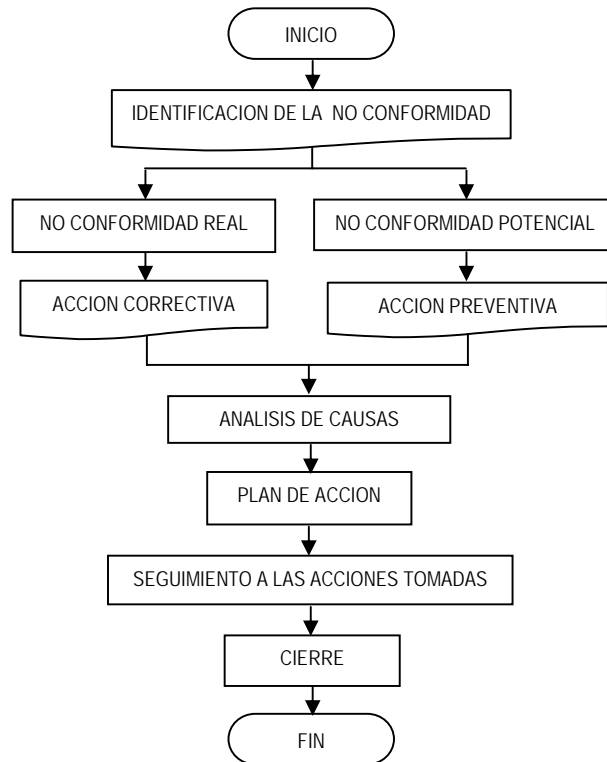 INICIO
IDENTIFICACION DE LA NO CONFORMIDAD
NO CONFORMIDAD REAL
NO CONFORMIDAD POTENCIAL
ACCION CORRECTIVA
ACCION PREVENTIVA
ANALISIS DE CAUSAS
PLAN DE ACCION
SEGUIMIENTO A LAS ACCIONES TOMADAS
CIERRE
FIN